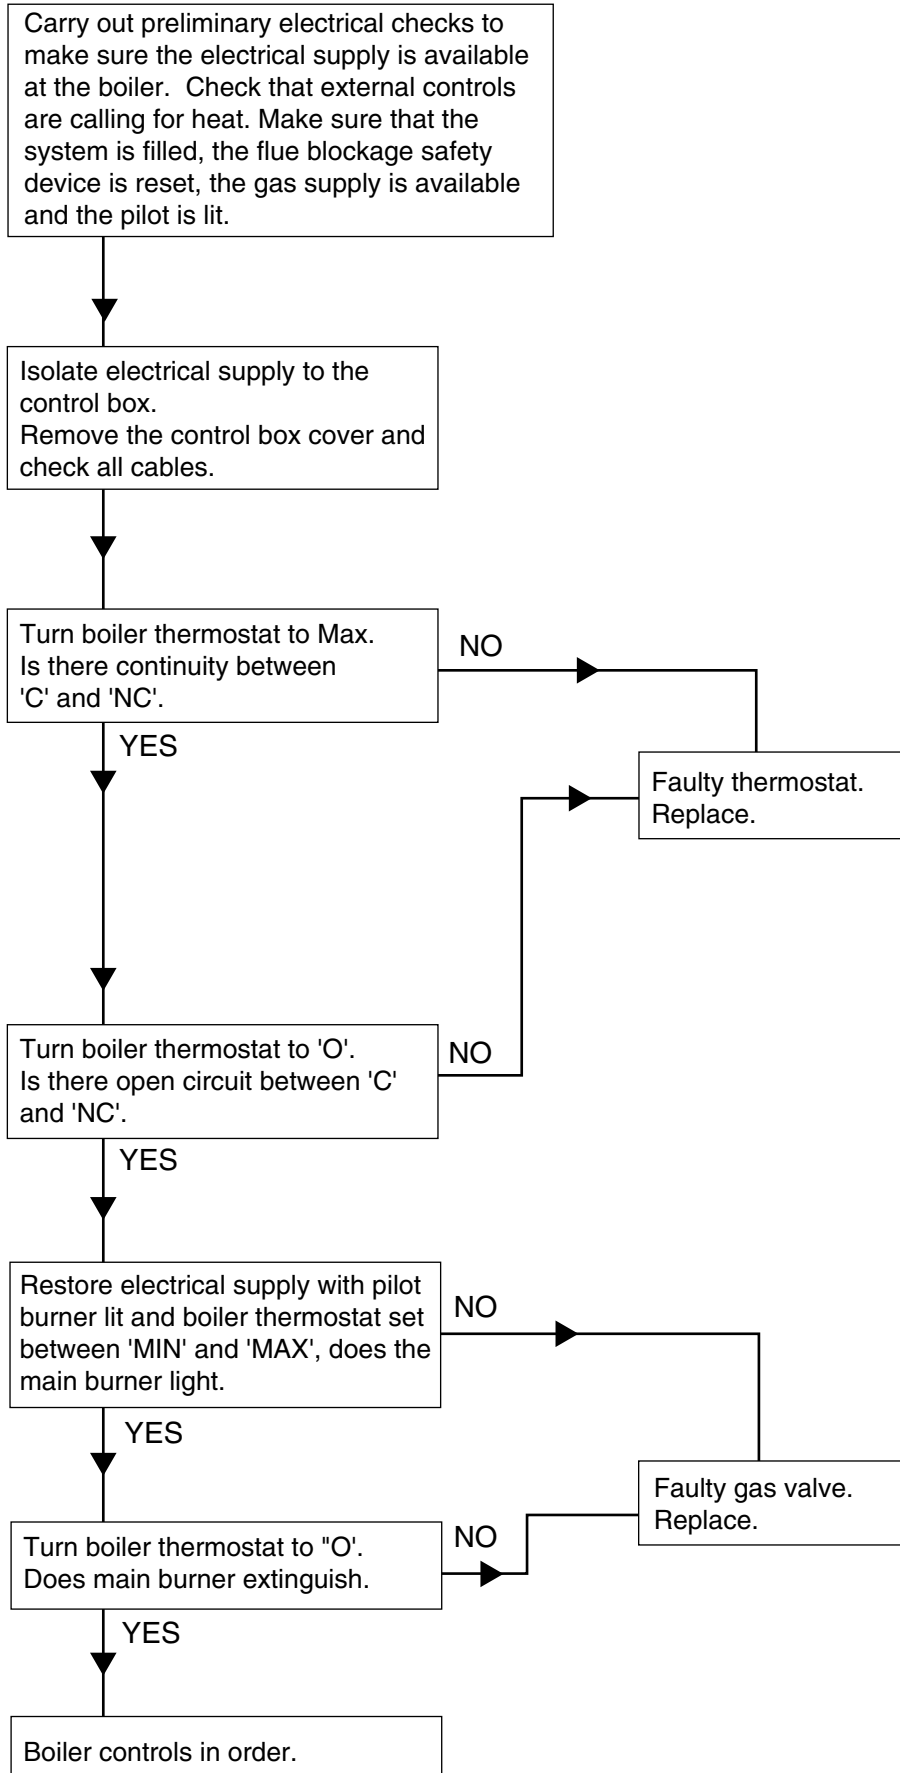 Carry out preliminary electrical checks to
make sure the electrical supply is available
at the boiler.  Check that external controls
are calling for heat. Make sure that the
system is filled, the flue blockage safety
device is reset, the gas supply is available
and the pilot is lit.
Isolate electrical supply to the
control box.
Remove the control box cover and
check all cables.
Turn boiler thermostat to Max.
Is there continuity between
'C' and 'NC'.
NO
YES
Faulty thermostat.
Replace.
Turn boiler thermostat to 'O'.
Is there open circuit between 'C'
and 'NC'.
NO
YES
Restore electrical supply with pilot
burner lit and boiler thermostat set
between 'MIN' and 'MAX', does the
main burner light.
NO
YES
Faulty gas valve.
Replace.
Turn boiler thermostat to "O'.
Does main burner extinguish.
NO
YES
Boiler controls in order.